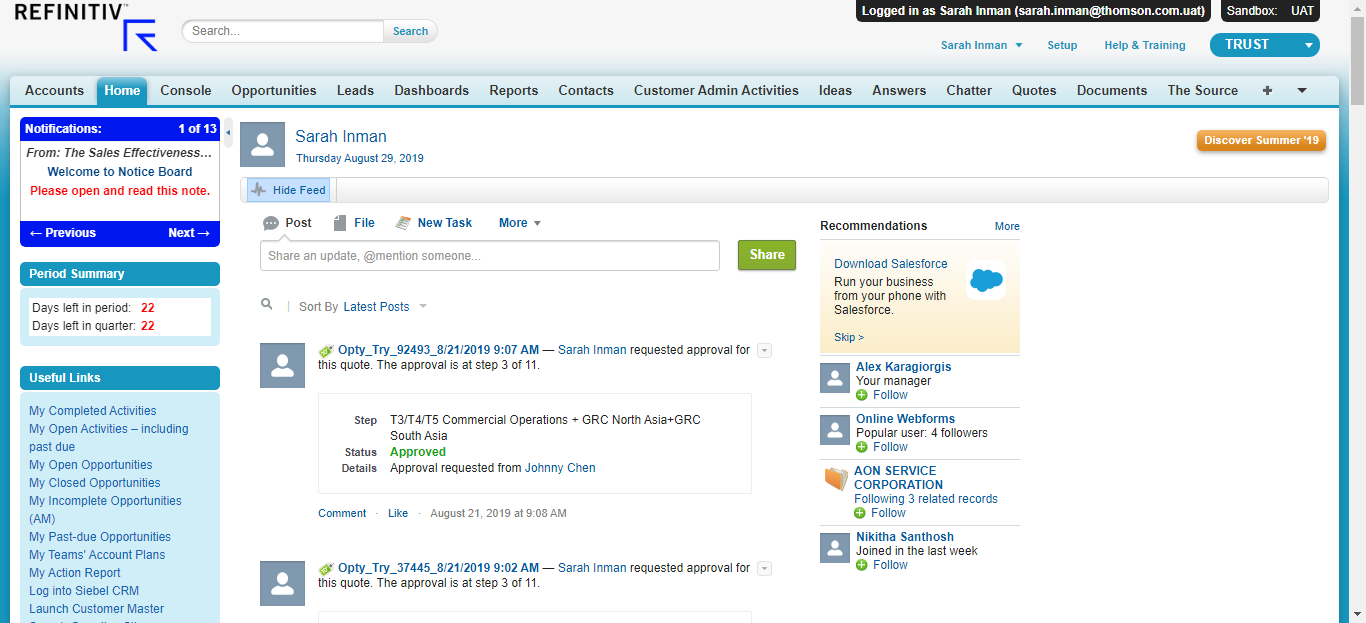 REFINITIV™
Search...
Search
Logged in as Sarah Inman (sarah.inman@thomson.com.uat)
Sandbox: UAT
Sarah Inman
Setup
Help & Training
TRUST
Accounts
Home
Console
Opportunities
Leads
Dashboards
Reports
Contacts
Customer Admin Activities
Ideas
Answers
Chatter
Quotes
Documents
The Source
+
Notifications: 1 of 13
From: The Sales Effectiveness...
Welcome to Notice Board
Please open and read this note.
← Previous Next →
Period Summary
Days left in period: 22
Days left in quarter: 22
Useful Links
My Completed Activities
My Open Activities – including
past due
My Open Opportunities
My Closed Opportunities
My Incomplete Opportunities
(AM)
My Past-due Opportunities
My Teams' Account Plans
My Action Report
Log into Siebel CRM
Launch Customer Master
Sarah Inman
Thursday August 29, 2019
Discover Summer '19
Hide Feed
Post
File
New Task
More
Share an update, @mention someone...
Share
Sort By Latest Posts
Opty_Try_92493_8/21/2019 9:07 AM — Sarah Inman requested approval for
this quote. The approval is at step 3 of 11.
Step T3/T4/T5 Commercial Operations + GRC North Asia+GRC
South Asia
Status Approved
Details Approval requested from Johnny Chen
Comment · Like · August 21, 2019 at 9:08 AM
Opty_Try_37445_8/21/2019 9:02 AM — Sarah Inman requested approval for
this quote. The approval is at step 3 of 11.
Recommendations More
Download Salesforce
Run your business
from your phone with
Salesforce.
Skip >
Alex Karagiorgis
Your manager
Follow
Online Webforms
Popular user: 4 followers
Follow
AON SERVICE
CORPORATION
Following 3 related records
Follow
Nikitha Santhosh
Joined in the last week
Follow